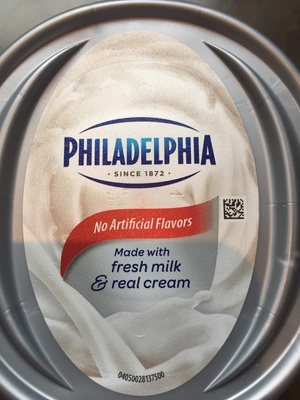 PHILADELPHIA
• SINCE 1872 •
No Artificial Flavors
Made with
fresh milk
& real cream
04050028137500